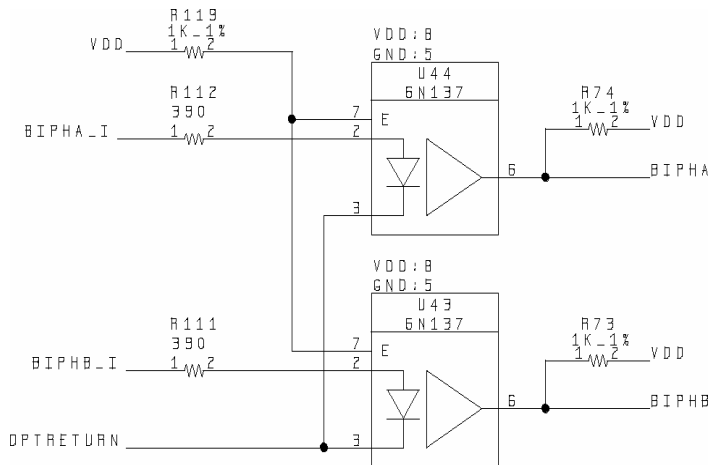 R119
1K_1%
VDD 1 2
VDD:8
GND:5
U44
6N137
R112
390
BIPHA_I 1 2
7 E
2
3
6
R74
1K_1%
1 2 VDD
BIPHA
VDD:8
GND:5
U43
6N137
R111
390
BIPHB_I 1 2
7 E
2
3
6
R73
1K_1%
1 2 VDD
BIPHB
OPTRETURN